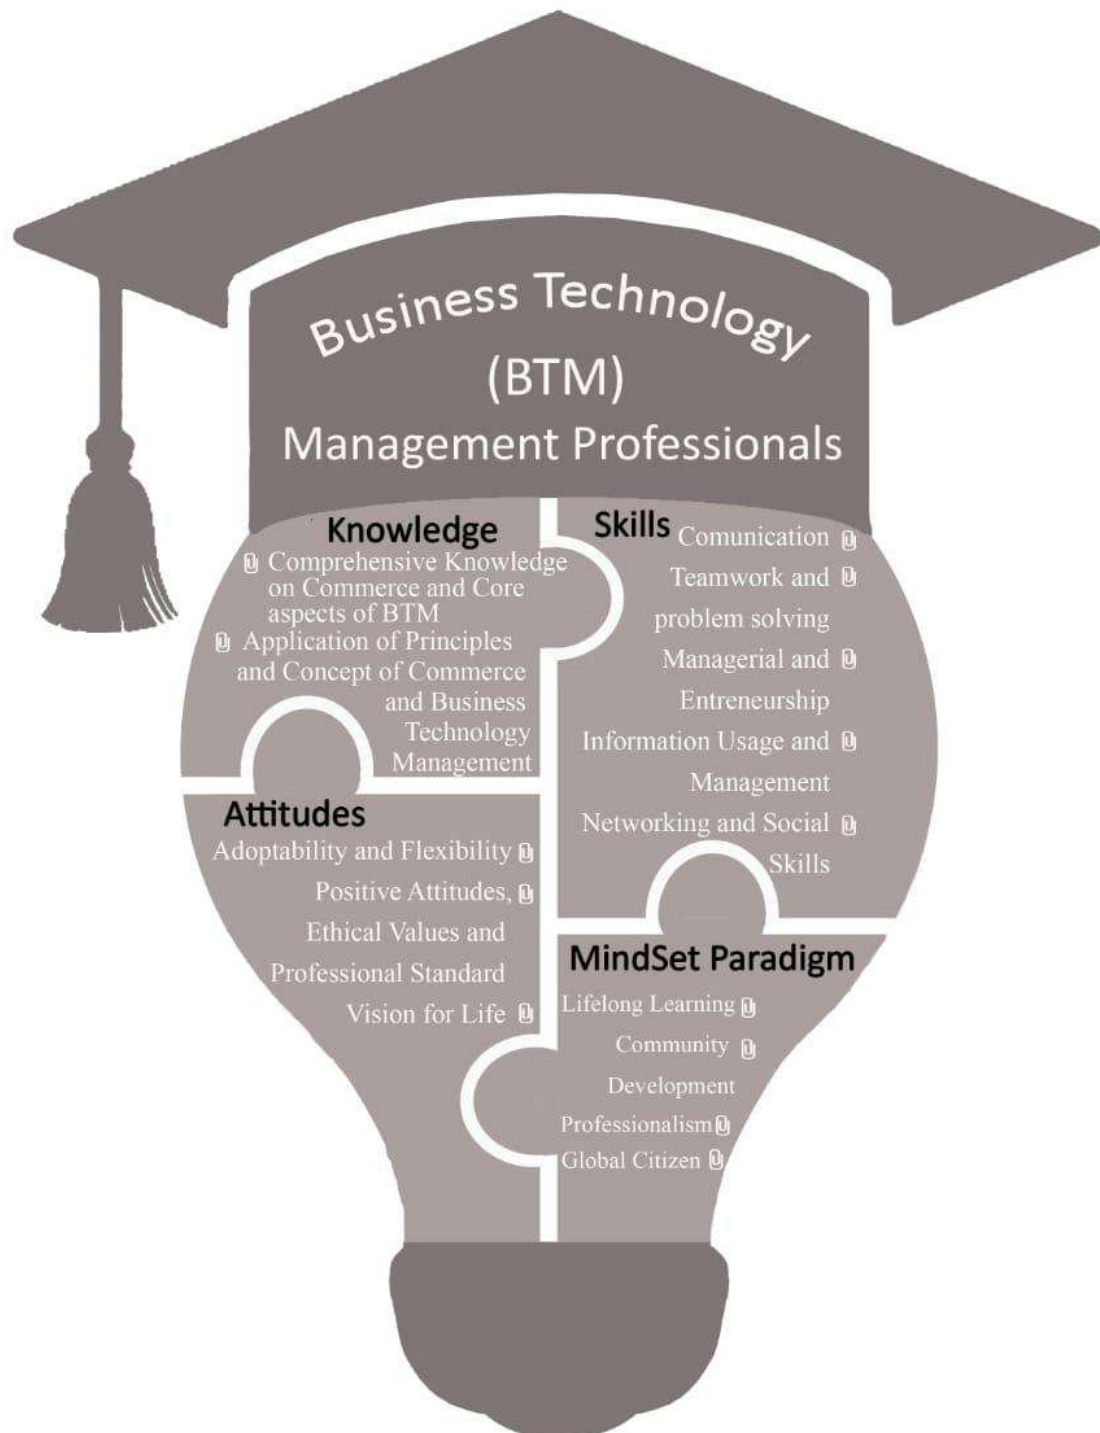 Business Technology
(BTM)
Management Professionals
Knowledge
Comprehensive Knowledge
on Commerce and Core
aspects of BTM
Application of Principles
and Concept of Commerce
and Business
Technology
Management
Skills
Comunication
Teamwork and
problem solving
Managerial and
Entreneurship
Information Usage and
Management
Networking and Social
Skills
Attitudes
Adoptability and Flexibility
Positive Attitudes,
Ethical Values and
Professional Standard
Vision for Life
MindSet Paradigm
Lifelong Learning
Community
Development
Professionalism
Global Citizen